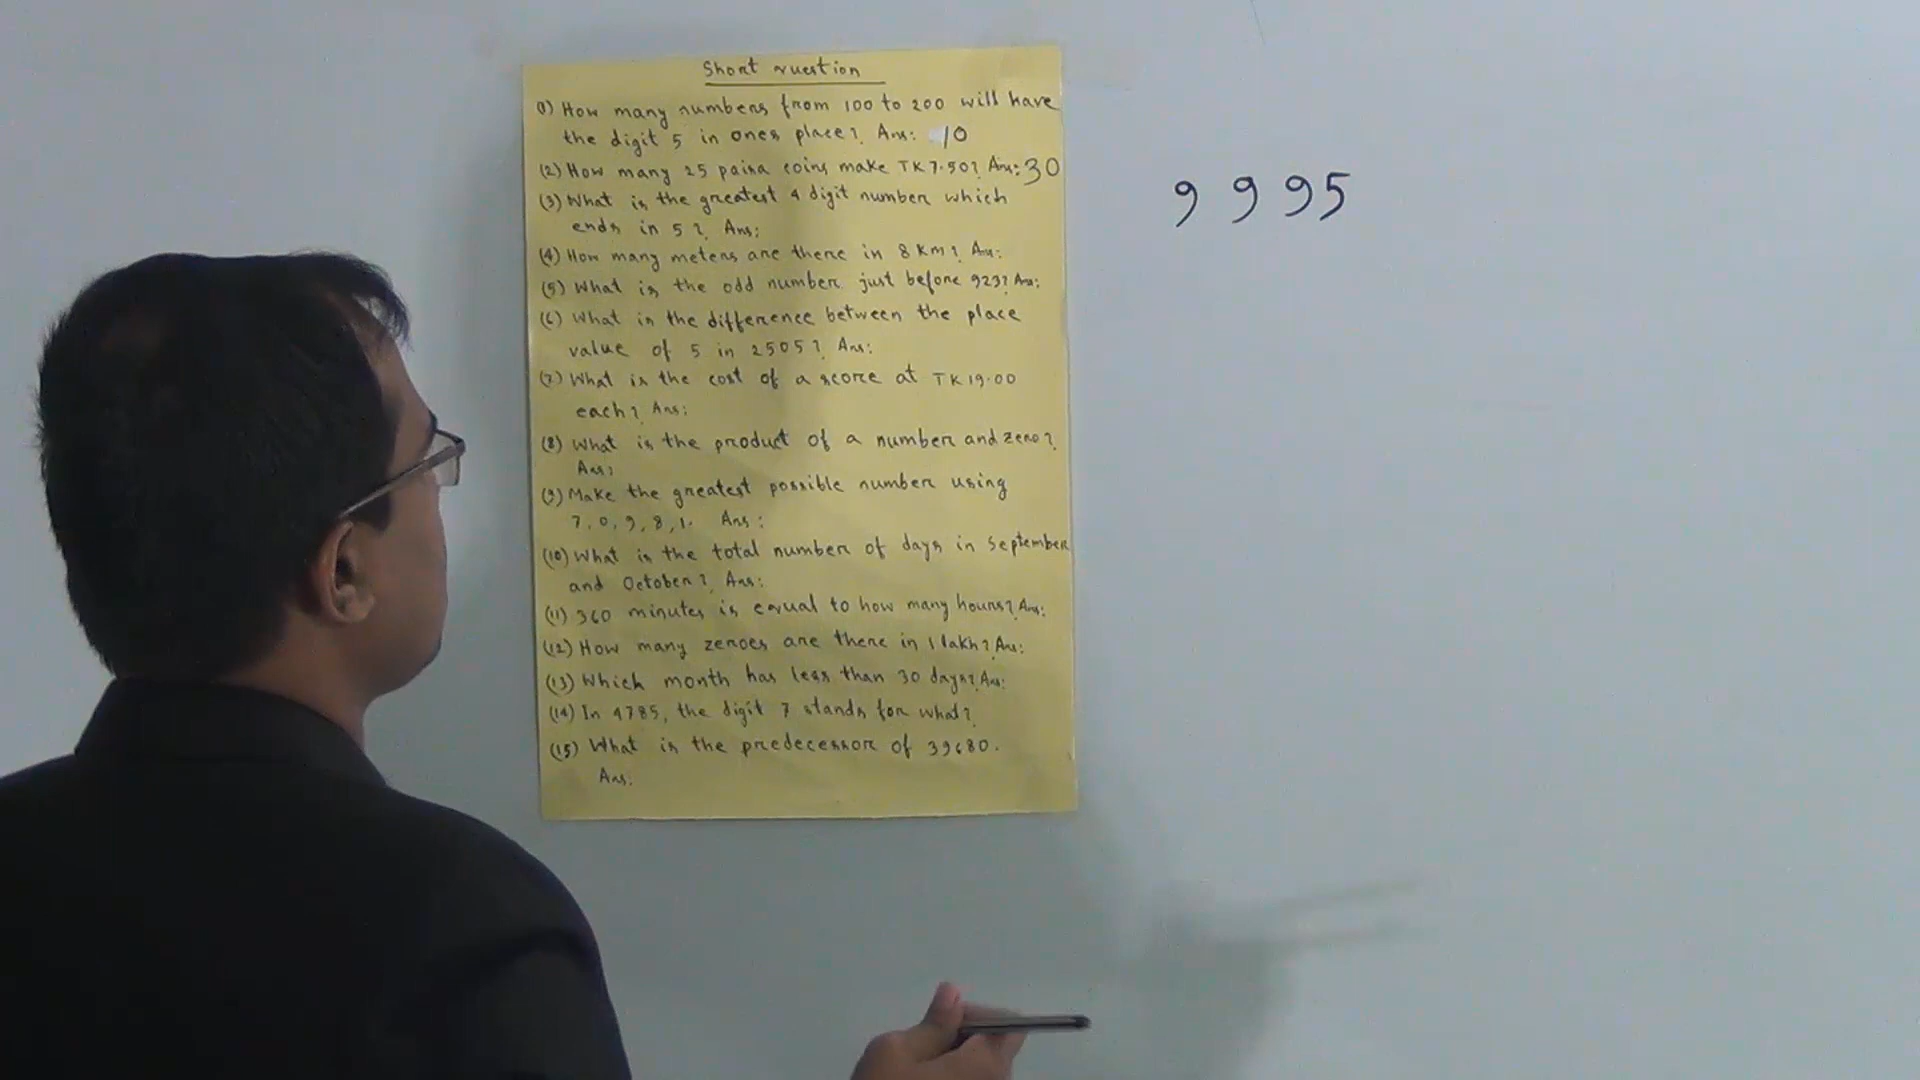 Short question
1) How many numbers from 100 to 200 will have
the digit 5 in ones place? Ans: 10
(2) How many 25 paisa coins make TK 7.50? Ans: 30
(3) What is the greatest 4 digit number which
ends in 5? Ans:
(4) How many meters are there in 8 km? Ans:
(5) What is the odd number just before 923? Ans:
(6) What is the difference between the place
value of 5 in 2505? Ans:
(7) What is the cost of a score at TK 19.00
each? Ans:
(8) What is the product of a number and zero?
Ans:
(9) Make the greatest possible number using
7, 0, 9, 8, 1. Ans:
(10) What is the total number of days in September
and October? Ans:
(11) 360 minutes is equal to how many hours? Ans:
(12) How many zeroes are there in 1 lakh? Ans:
(13) Which month has less than 30 days? Ans:
(14) In 4785, the digit 7 stands for what?
(15) What is the predecessor of 39680.
Ans:
9 9 9 5